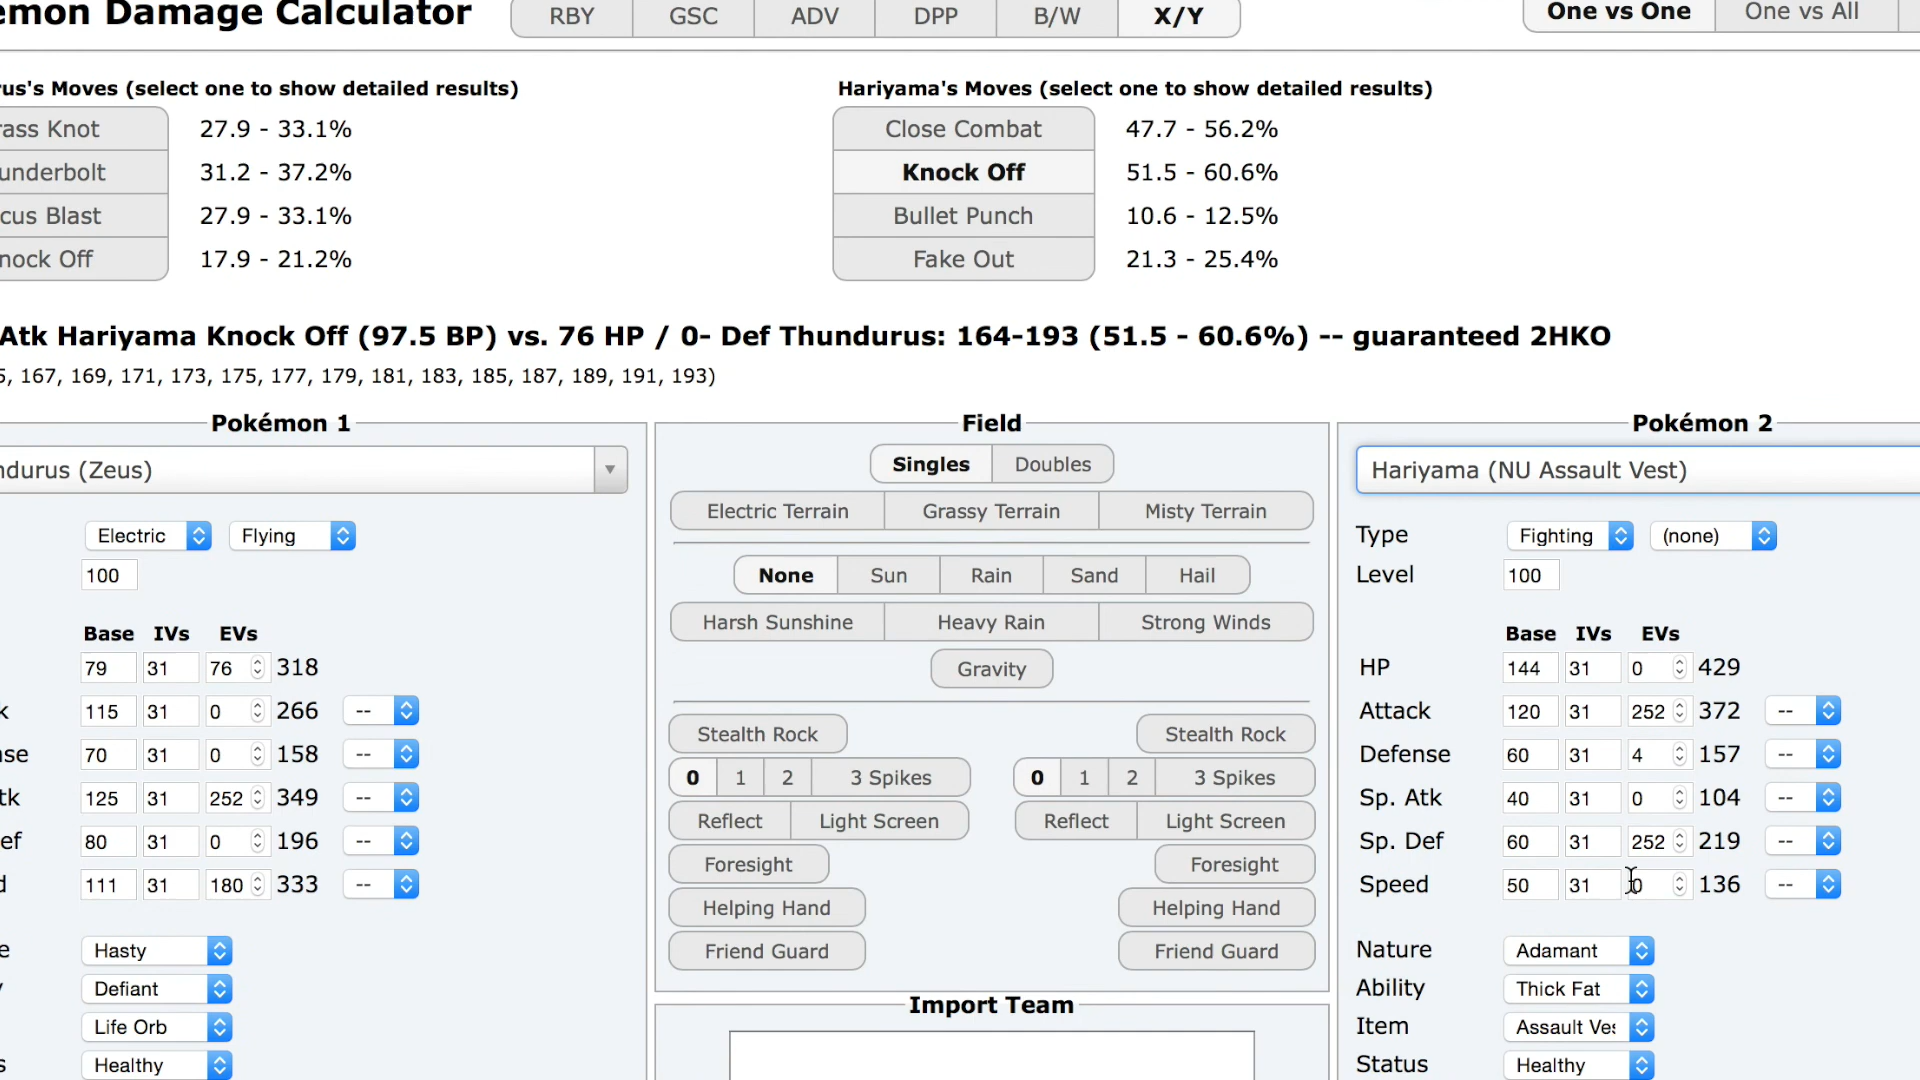 emon Damage Calculator RBY GSC ADV DPP B/W X/Y One vs One One vs All
rus's Moves (select one to show detailed results) Hariyama's Moves (select one to show detailed results)
rass Knot 27.9 - 33.1% Close Combat 47.7 - 56.2%
underbolt 31.2 - 37.2% Knock Off 51.5 - 60.6%
cus Blast 27.9 - 33.1% Bullet Punch 10.6 - 12.5%
nock Off 17.9 - 21.2% Fake Out 21.3 - 25.4%
Atk Hariyama Knock Off (97.5 BP) vs. 76 HP / 0- Def Thundurus: 164-193 (51.5 - 60.6%) -- guaranteed 2HKO
5, 167, 169, 171, 173, 175, 177, 179, 181, 183, 185, 187, 189, 191, 193)
Pokémon 1 Field Pokémon 2
ndurus (Zeus) Singles Doubles Hariyama (NU Assault Vest)
Electric Terrain Grassy Terrain Misty Terrain
Electric Flying Type Fighting (none)
100 None Sun Rain Sand Hail Level 100
Harsh Sunshine Heavy Rain Strong Winds
Base IVs EVs Base IVs EVs
79 31 76 318 Gravity HP 144 31 0 429
k 115 31 0 266 -- Attack 120 31 252 372 --
Stealth Rock Stealth Rock
nse 70 31 0 158 -- Defense 60 31 4 157 --
0 1 2 3 Spikes 0 1 2 3 Spikes
tk 125 31 252 349 -- Sp. Atk 40 31 0 104 --
Reflect Light Screen Reflect Light Screen
ef 80 31 0 196 -- Sp. Def 60 31 252 219 --
Foresight Foresight
d 111 31 180 333 -- Speed 50 31 0 136 --
Helping Hand Helping Hand
e Hasty Friend Guard Friend Guard Nature Adamant
y Defiant Ability Thick Fat
Import Team
Life Orb Item Assault Ves
s Healthy Status Healthy